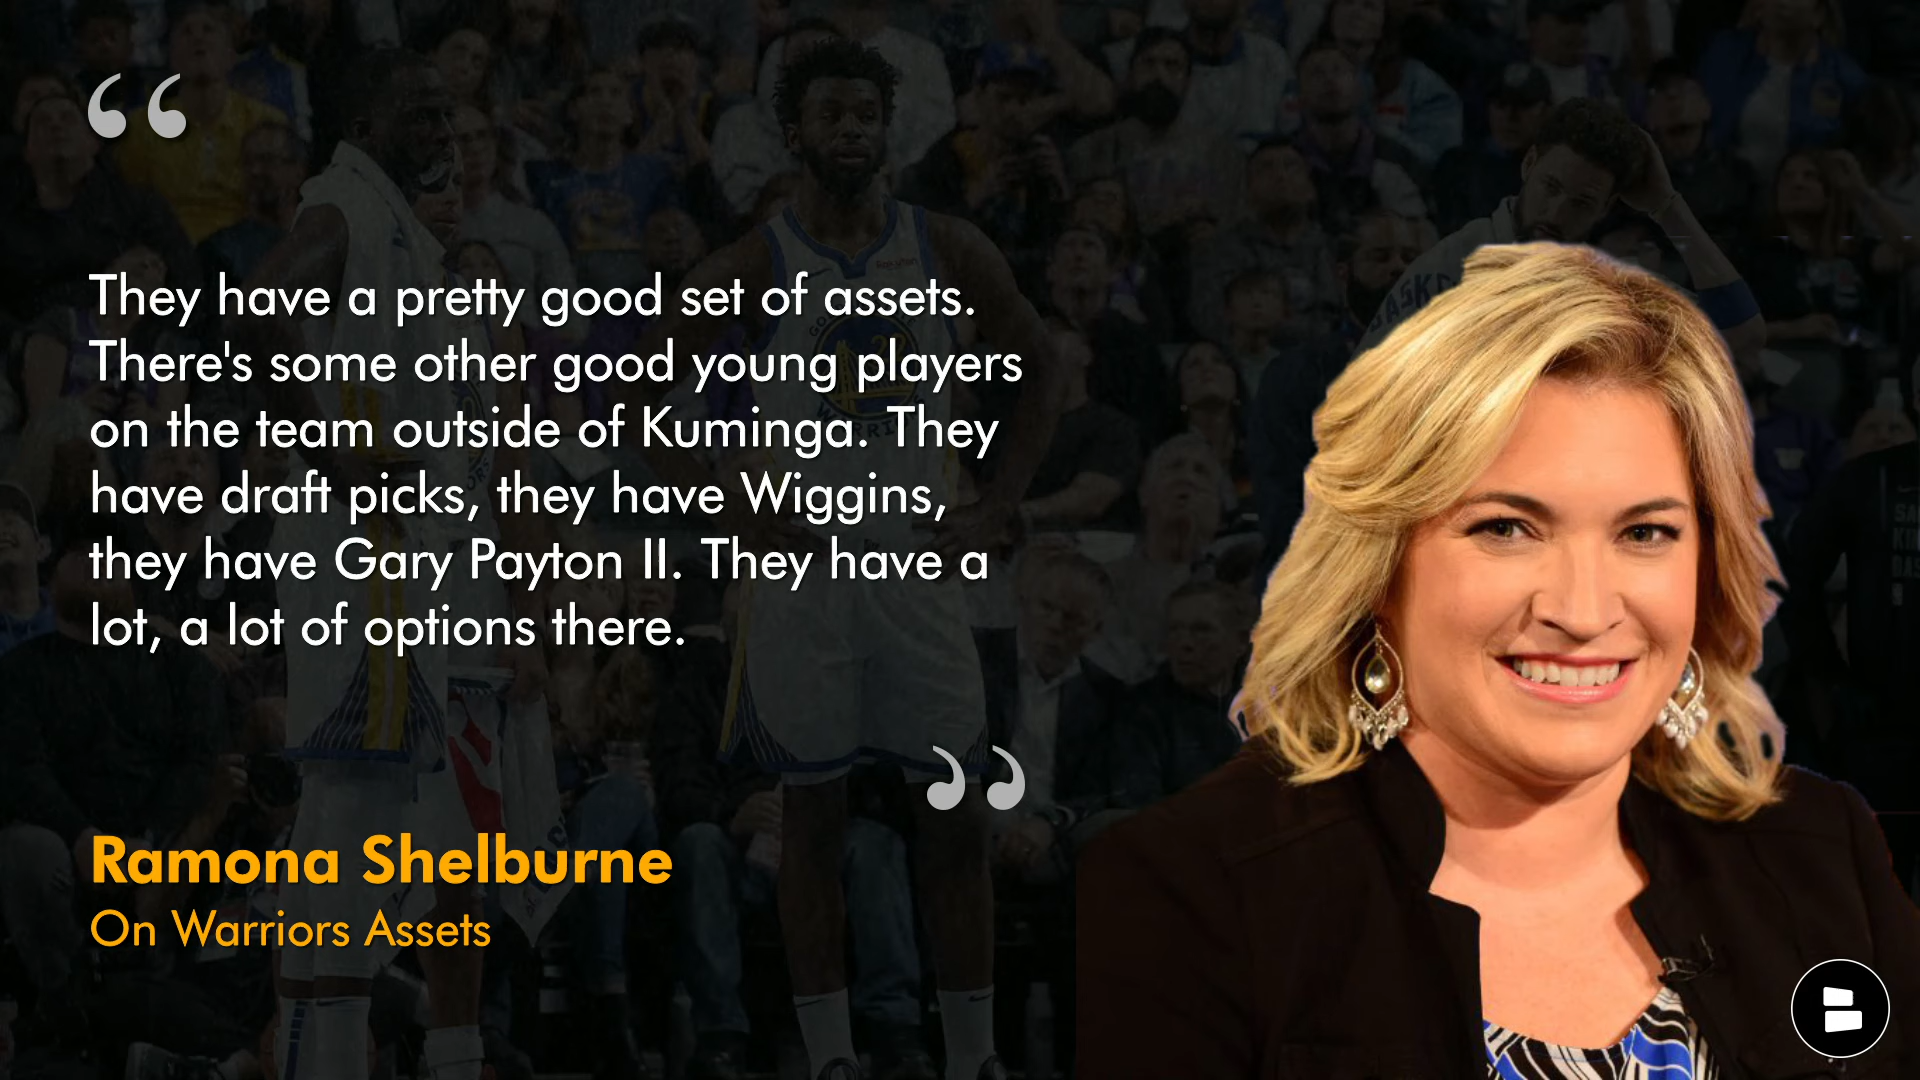 “
They have a pretty good set of assets.
There's some other good young players
on the team outside of Kuminga. They
have draft picks, they have Wiggins,
they have Gary Payton II. They have a
lot, a lot of options there.
”
Ramona Shelburne
On Warriors Assets